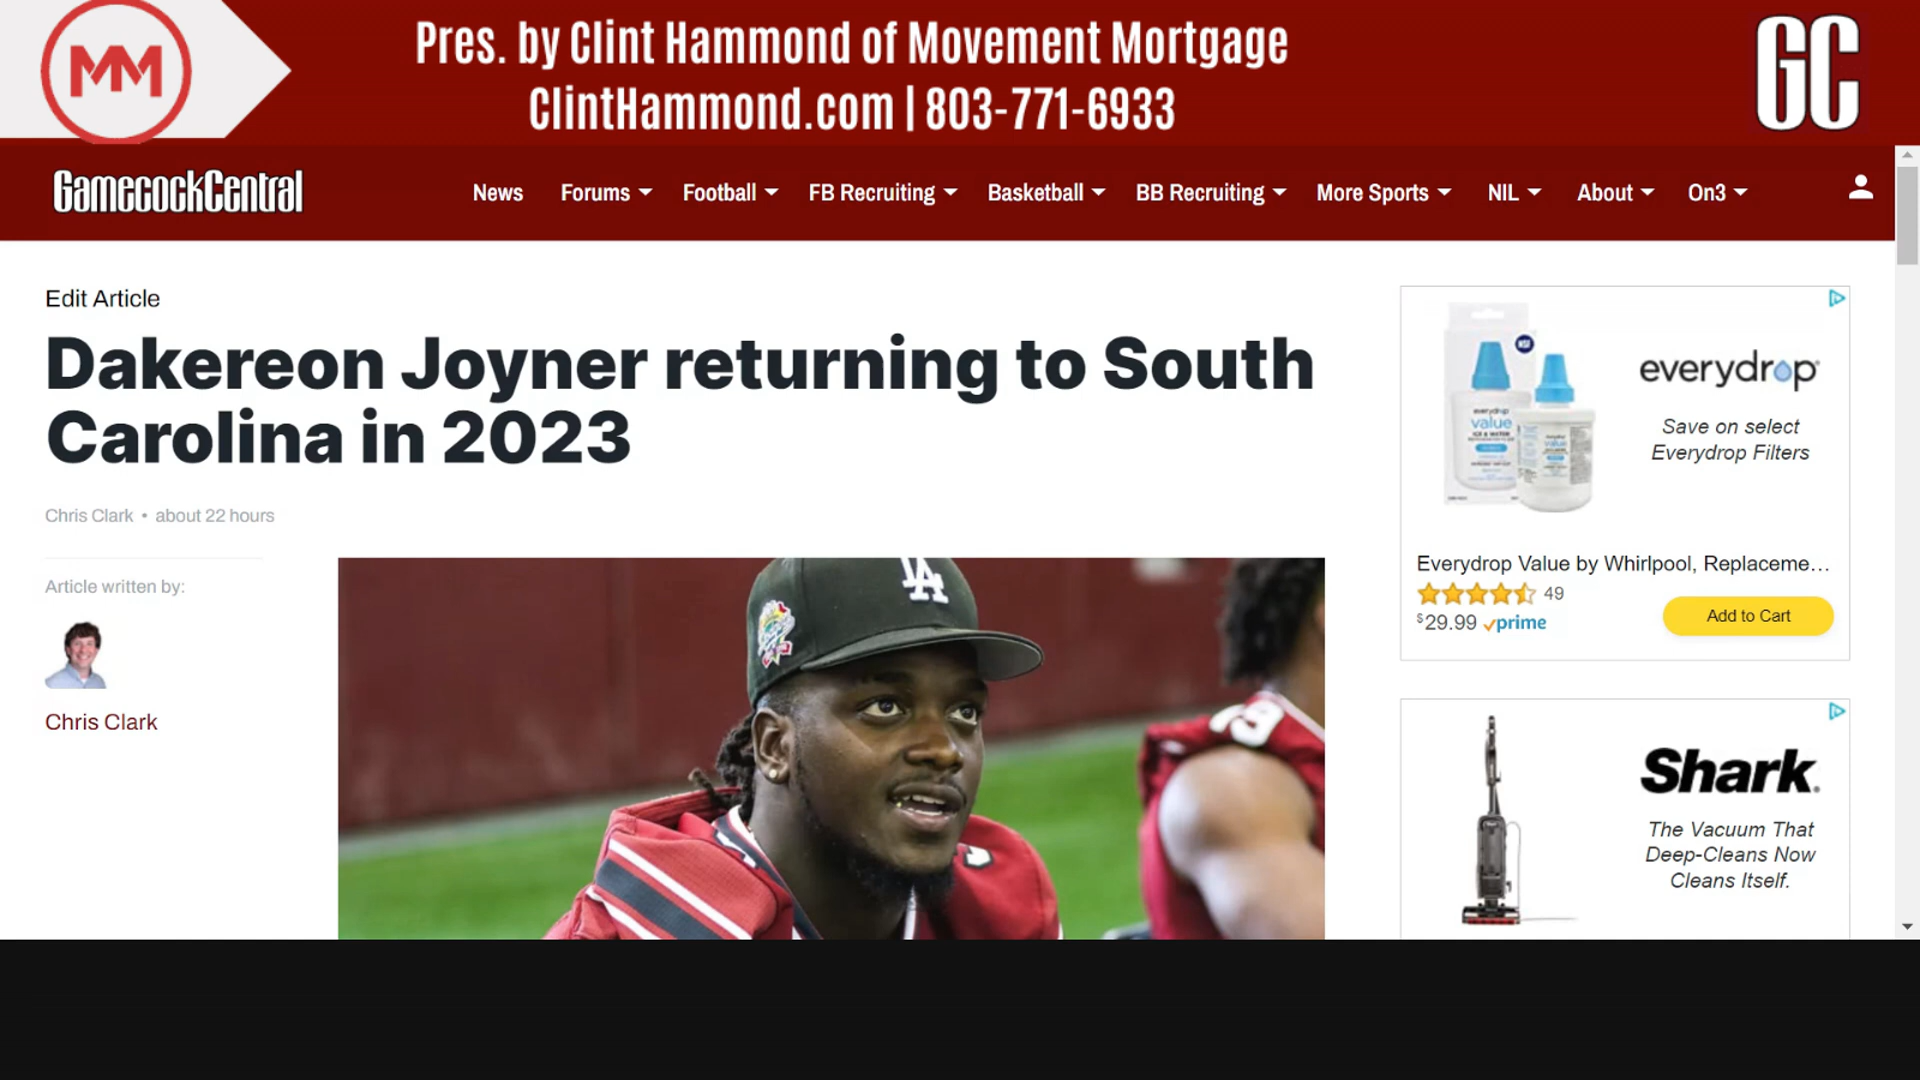 MM
Pres. by Clint Hammond of Movement Mortgage
ClintHammond.com | 803-771-6933
GC
GamecockCentral
News Forums Football FB Recruiting Basketball BB Recruiting More Sports NIL About On3
Edit Article
Dakereon Joyner returning to South
Carolina in 2023
Chris Clark • about 22 hours
Article written by:
Chris Clark
LA
everydrop
Save on select
Everydrop Filters
everydrop
value
Everydrop Value by Whirlpool, Replaceme...
49
$29.99 prime
Add to Cart
Shark
The Vacuum That
Deep-Cleans Now
Cleans Itself.